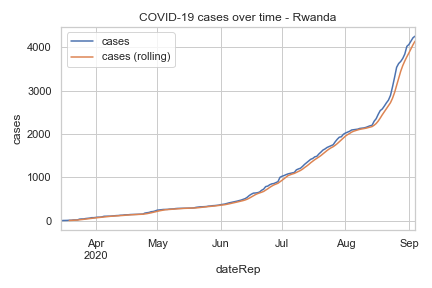 COVID-19 cases over time - Rwanda
cases
cases (rolling)
cases
4000
3000
2000
1000
0
Apr
2020
May
Jun
Jul
Aug
Sep
dateRep